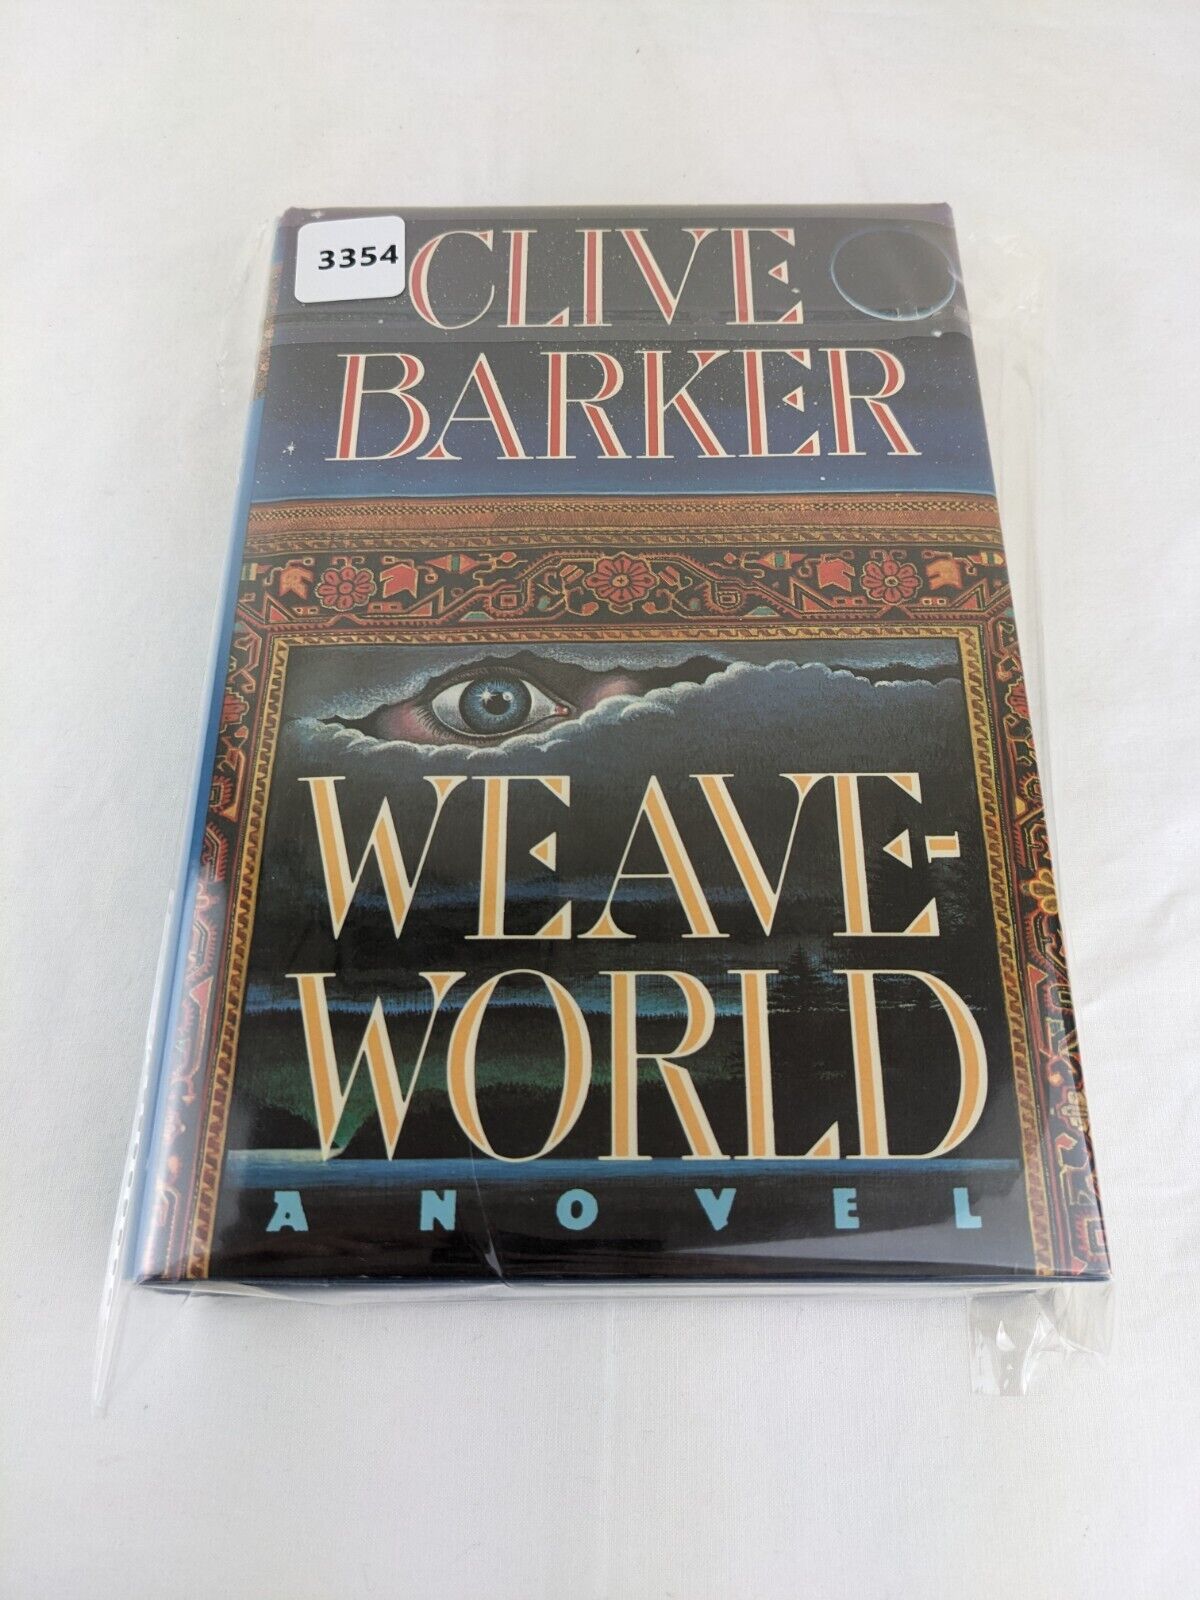 3354
CLIVE
BARKER
WEAVE-
WORLD
A NOVEL